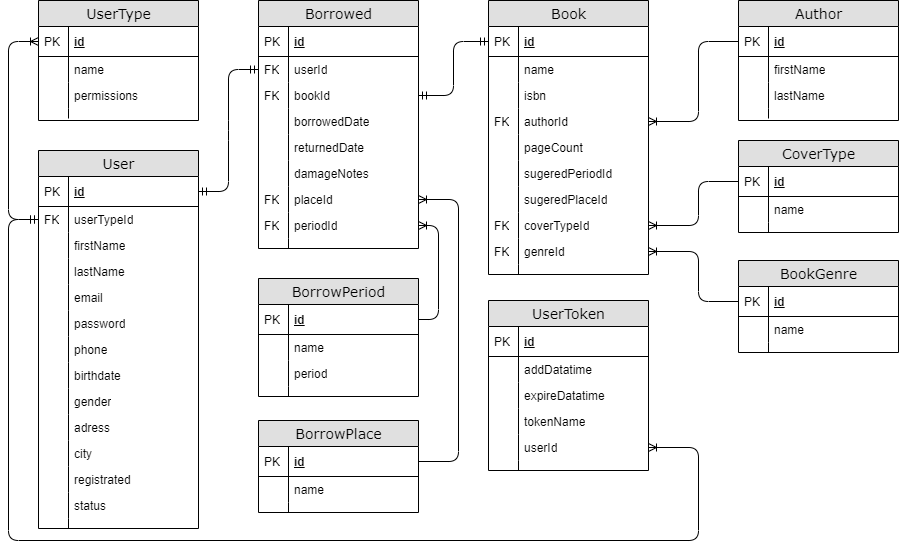 UserType
PK id
name
permissions
User
PK id
FK userTypeId
firstName
lastName
email
password
phone
birthdate
gender
adress
city
registrated
status
Borrowed
PK id
FK userId
FK bookId
borrowedDate
returnedDate
damageNotes
FK placeId
FK periodId
BorrowPeriod
PK id
name
period
BorrowPlace
PK id
name
Book
PK id
name
isbn
FK authorId
pageCount
sugeredPeriodId
sugeredPlaceId
FK coverTypeId
FK genreId
UserToken
PK id
addDatatime
expireDatatime
tokenName
userId
Author
PK id
firstName
lastName
CoverType
PK id
name
BookGenre
PK id
name